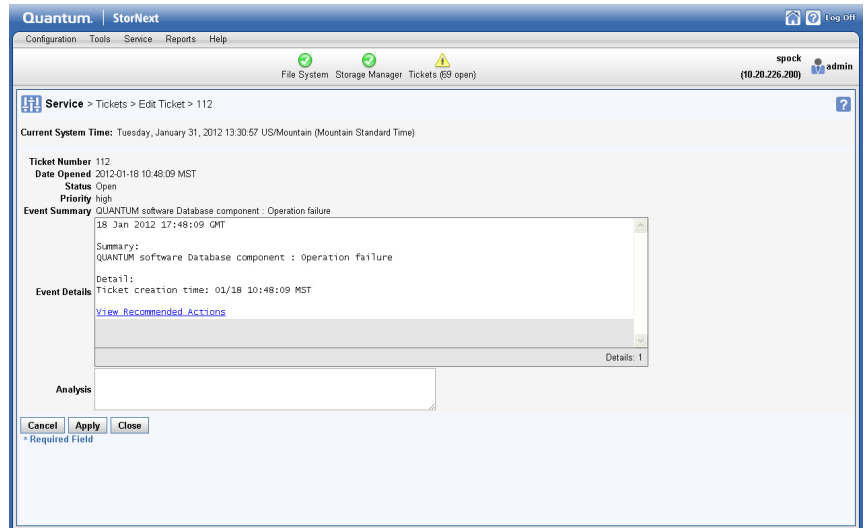 Quantum. StorNext Log Off
Configuration Tools Service Reports Help
File System Storage Manager Tickets (69 open)
spock
(10.20.226.200)
admin
Service > Tickets > Edit Ticket > 112
Current System Time: Tuesday, January 31, 2012 13:30:57 US/Mountain (Mountain Standard Time)
Ticket Number 112
Date Opened 2012-01-18 10:48:09 MST
Status Open
Priority high
Event Summary QUANTUM software Database component : Operation failure
18 Jan 2012 17:48:09 GMT
Summary:
QUANTUM software Database component : Operation failure
Detail:
Event Details Ticket creation time: 01/18 10:48:09 MST
View Recommended Actions
Details: 1
Analysis
Cancel Apply Close
^ Required Field